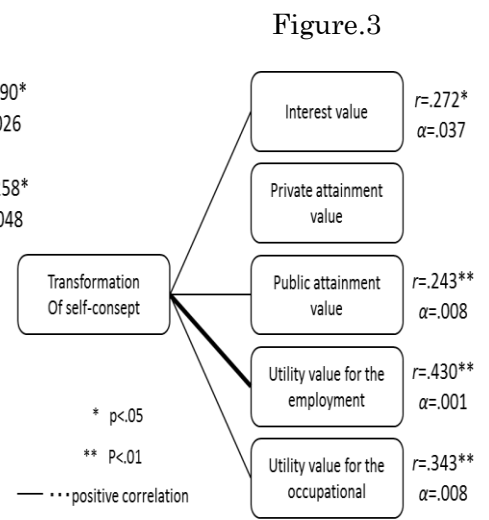 Figure.3
90*
026
58*
048
Interest value
r=.272*
α=.037
Private attainment
value
Transformation
Of self-consept
Public attainment
value
r=.243**
α=.008
Utility value for the
employment
r=.430**
α=.001
Utility value for the
occupational
r=.343**
α=.008
* p<.05
** P<.01
— ･･･positive correlation